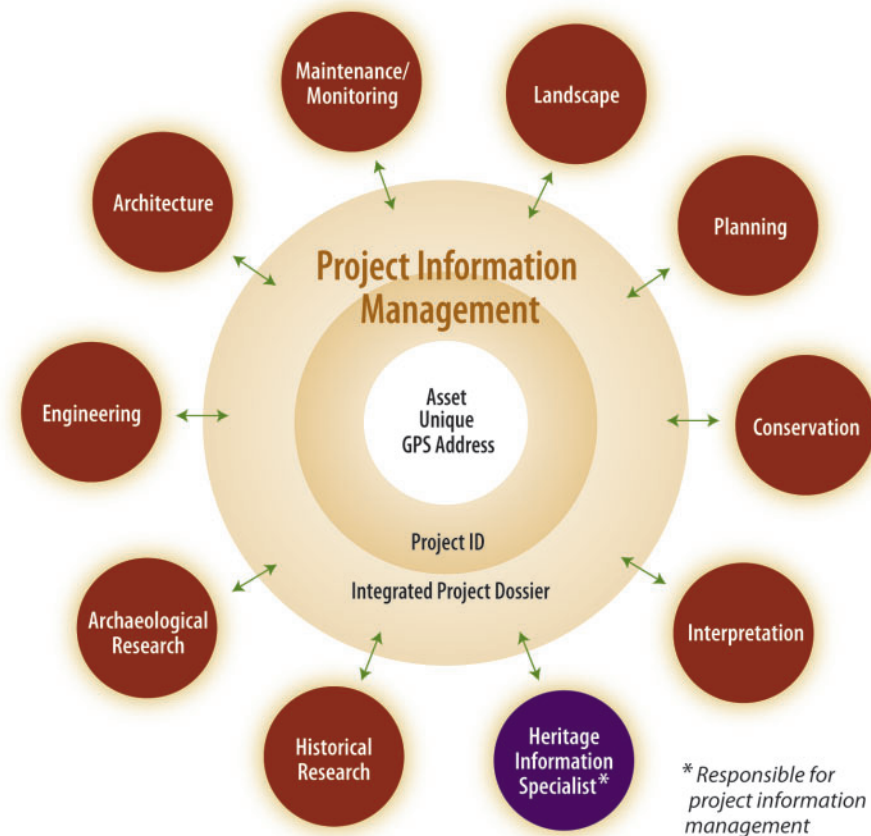 Maintenance/
Monitoring
Landscape
Architecture
Planning
Project Information
Management
Engineering
Asset
Unique
GPS Address
Conservation
Project ID
Integrated Project Dossier
Archaeological
Research
Interpretation
Historical
Research
Heritage
Information
Specialist*
* Responsible for
project information
management